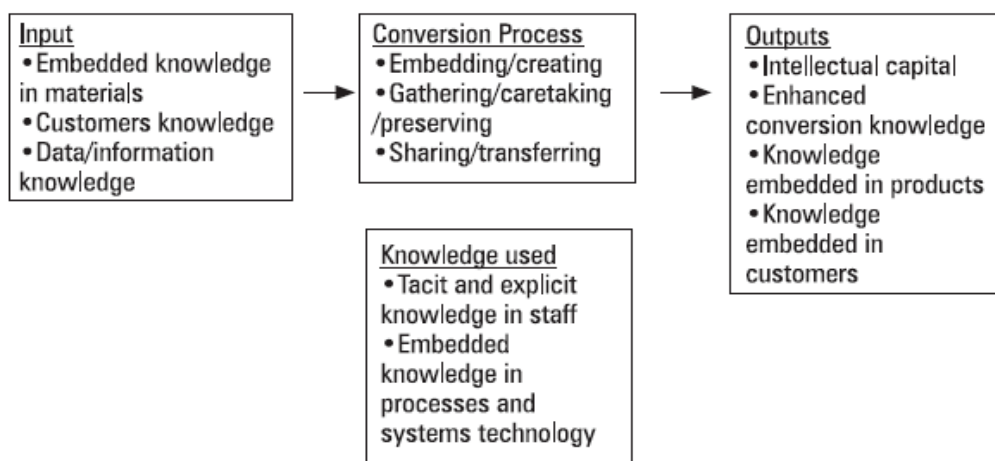 Input
•Embedded knowledge
in materials
•Customers knowledge
•Data/information
knowledge
Conversion Process
•Embedding/creating
•Gathering/caretaking
/preserving
•Sharing/transferring
Outputs
•Intellectual capital
•Enhanced
conversion knowledge
•Knowledge
embedded in products
•Knowledge
embedded in
customers
Knowledge used
•Tacit and explicit
knowledge in staff
•Embedded
knowledge in
processes and
systems technology